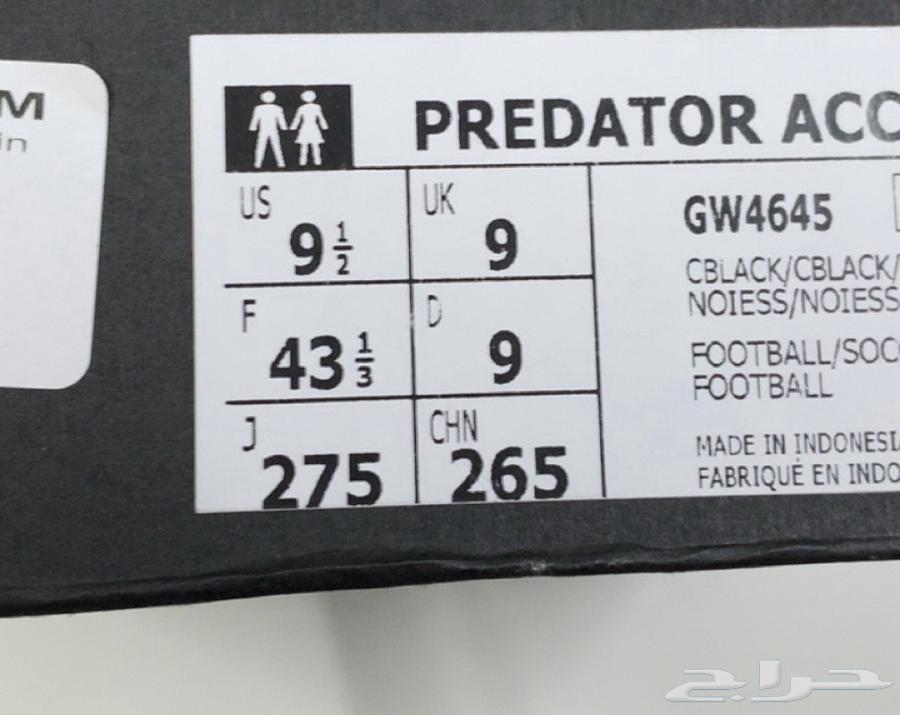 M
in
PREDATOR ACC
US
9 1/2
UK
9
GW4645
CBLACK/CBLACK/
NOIESS/NOIESS
F
43 1/3
D
9
FOOTBALL/SOC
FOOTBALL
J
275
CHN
265
MADE IN INDONESI
FABRIQUÉ EN INDO
حراج